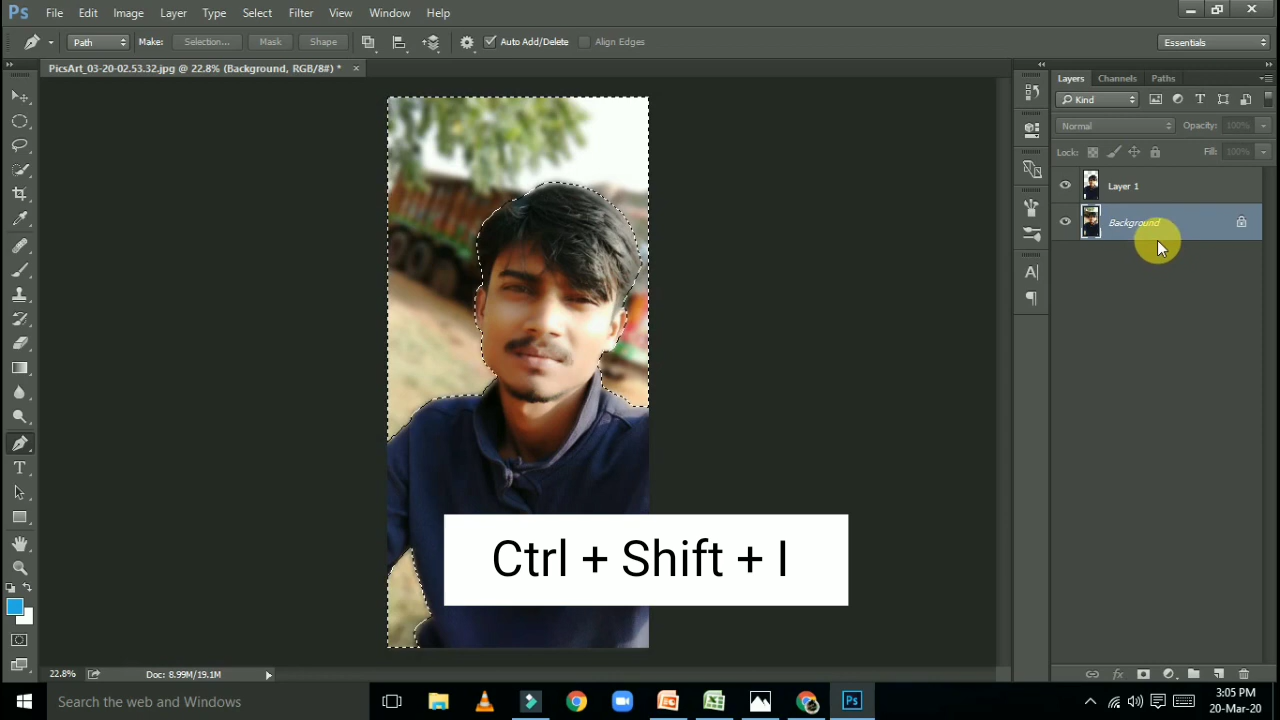 Ps File Edit Image Layer Type Select Filter View Window Help
Path Make: Selection... Mask Shape Auto Add/Delete Align Edges Essentials
PicsArt_03-20-02.53.32.jpg @ 22.8% (Background, RGB/8#) * ×
Layers Channels Paths
Kind
Normal Opacity: 100%
Lock: Fill: 100%
Layer 1
Background
Ctrl + Shift + I
22.8% Doc: 8.99M/19.1M
Search the web and Windows
3:05 PM
20-Mar-20